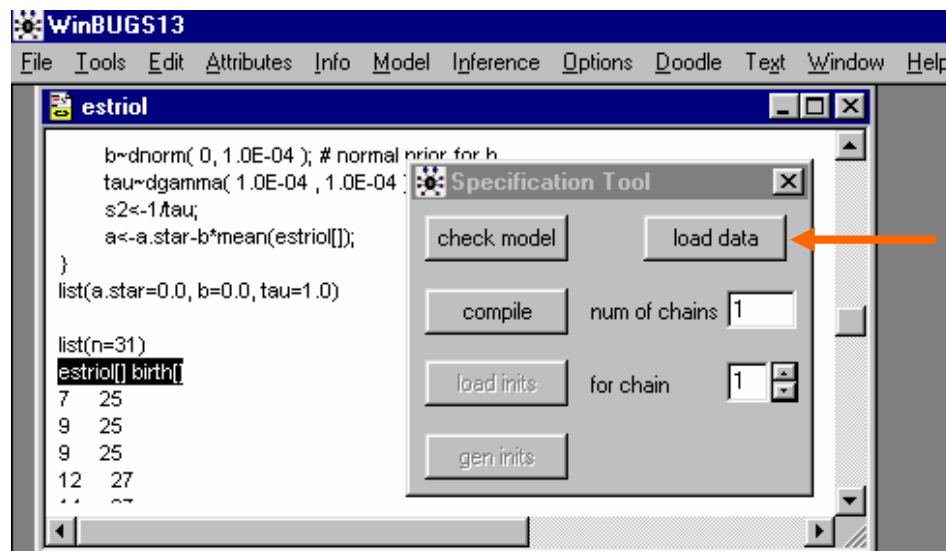 WinBUGS13
File Tools Edit Attributes Info Model Inference Options Doodle Text Window Help
estriol
b~dnorm( 0, 1.0E-04 ); # normal prior for b
tau~dgamma( 1.0E-04 , 1.0E-04 )
s2<-1/tau;
a<-a.star-b*mean(estriol[]);
}
list(a.star=0.0, b=0.0, tau=1.0)
list(n=31)
estriol[] birth[]
7 25
9 25
9 25
12 27
Specification Tool
check model
load data
compile
num of chains 1
load inits
for chain 1
gen inits